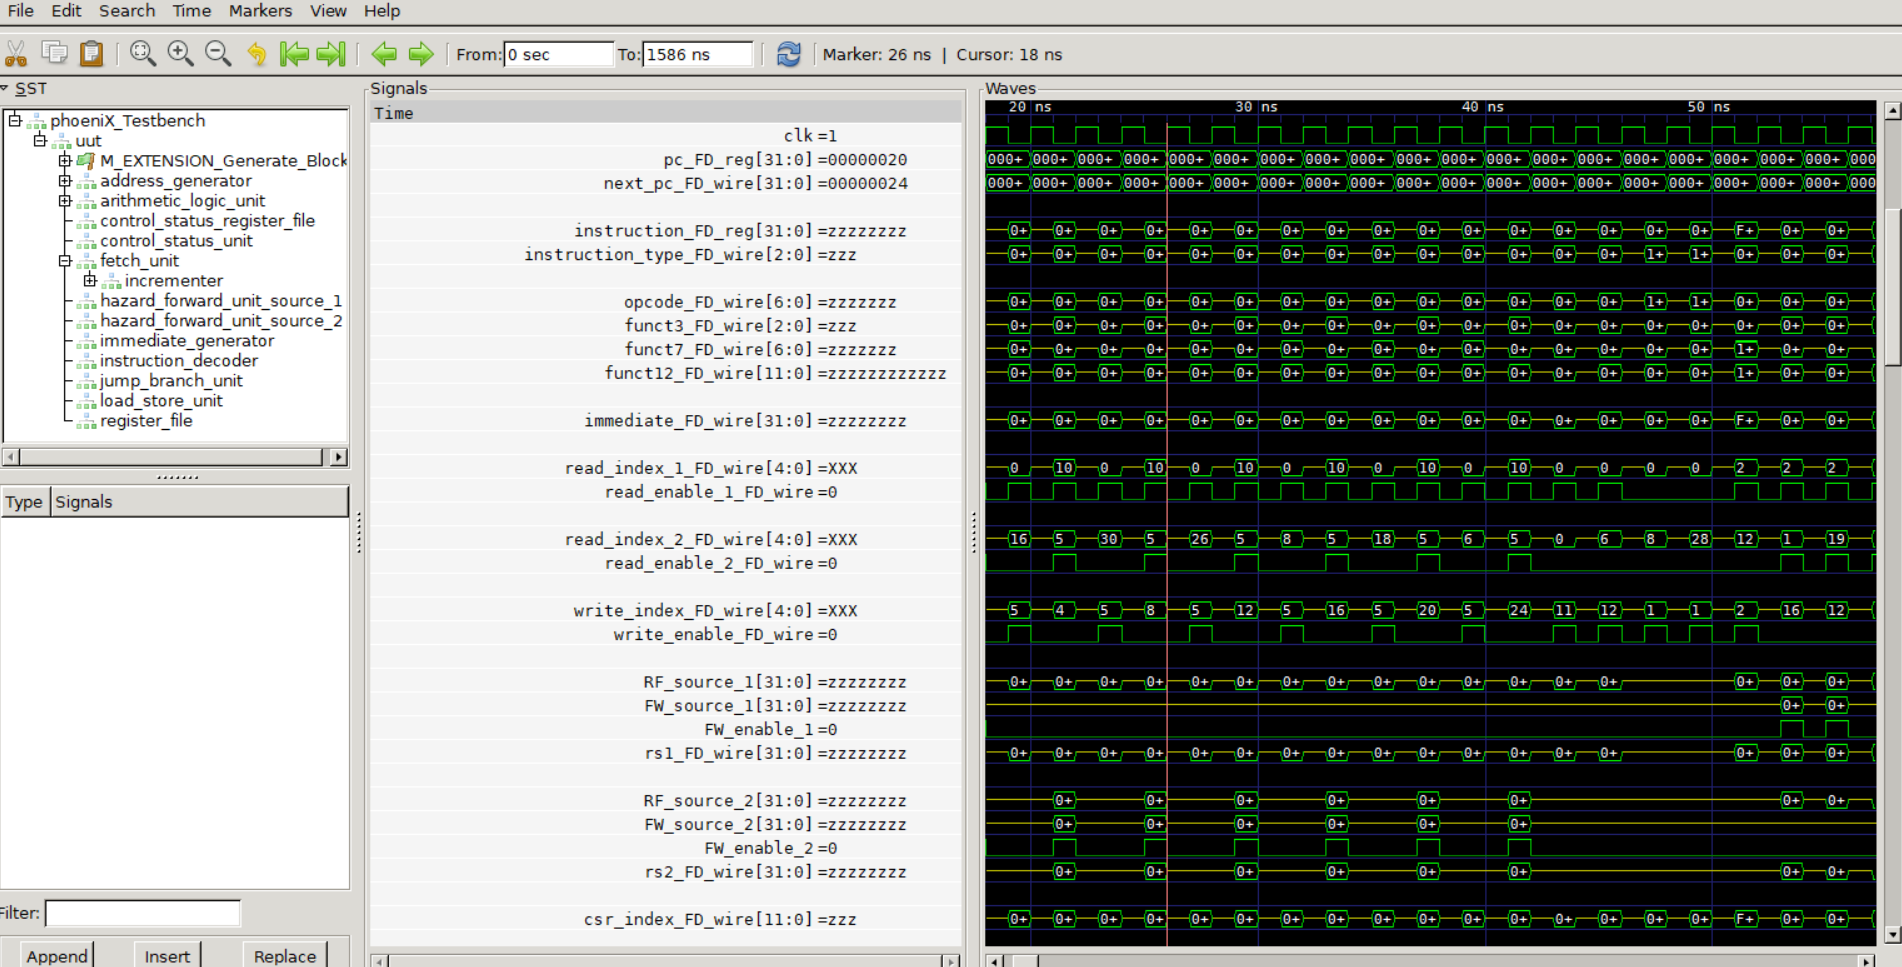 File Edit Search Time Markers View Help
From: 0 sec To: 1586 ns Marker: 26 ns | Cursor: 18 ns
SST
phoeniX_Testbench
uut
M_EXTENSION_Generate_Block
address_generator
arithmetic_logic_unit
control_status_register_file
control_status_unit
fetch_unit
incrementer
hazard_forward_unit_source_1
hazard_forward_unit_source_2
immediate_generator
instruction_decoder
jump_branch_unit
load_store_unit
register_file
Type Signals
Filter:
Append Insert Replace
Signals
Time
clk =1
pc_FD_reg[31:0] =00000020
next_pc_FD_wire[31:0] =00000024
instruction_FD_reg[31:0] =zzzzzzzz
instruction_type_FD_wire[2:0] =zzz
opcode_FD_wire[6:0] =zzzzzzz
funct3_FD_wire[2:0] =zzz
funct7_FD_wire[6:0] =zzzzzzz
funct12_FD_wire[11:0] =zzzzzzzzzzzz
immediate_FD_wire[31:0] =zzzzzzzz
read_index_1_FD_wire[4:0] =XXX
read_enable_1_FD_wire =0
read_index_2_FD_wire[4:0] =XXX
read_enable_2_FD_wire =0
write_index_FD_wire[4:0] =XXX
write_enable_FD_wire =0
RF_source_1[31:0] =zzzzzzzz
FW_source_1[31:0] =zzzzzzzz
FW_enable_1 =0
rs1_FD_wire[31:0] =zzzzzzzz
RF_source_2[31:0] =zzzzzzzz
FW_source_2[31:0] =zzzzzzzz
FW_enable_2 =0
rs2_FD_wire[31:0] =zzzzzzzz
csr_index_FD_wire[11:0] =zzz
Waves
20 ns 30 ns 40 ns 50 ns
000+ 000+ 000+ 000+ 000+ 000+ 000+ 000+ 000+ 000+ 000+ 000+ 000+ 000+ 000+ 000+ 000+ 000+ 000+ 000
000+ 000+ 000+ 000+ 000+ 000+ 000+ 000+ 000+ 000+ 000+ 000+ 000+ 000+ 000+ 000+ 000+ 000+ 000+ 000
0+ 0+ 0+ 0+ 0+ 0+ 0+ 0+ 0+ 0+ 0+ 0+ 0+ 0+ 0+ 0+ F+ 0+ 0+
0+ 0+ 0+ 0+ 0+ 0+ 0+ 0+ 0+ 0+ 0+ 0+ 0+ 0+ 1+ 1+ 0+ 0+ 0+
0+ 0+ 0+ 0+ 0+ 0+ 0+ 0+ 0+ 0+ 0+ 0+ 0+ 0+ 1+ 1+ 0+ 0+ 0+
0+ 0+ 0+ 0+ 0+ 0+ 0+ 0+ 0+ 0+ 0+ 0+ 0+ 0+ 0+ 0+ 0+ 0+ 0+
0+ 0+ 0+ 0+ 0+ 0+ 0+ 0+ 0+ 0+ 0+ 0+ 0+ 0+ 0+ 0+ 1+ 0+ 0+
0+ 0+ 0+ 0+ 0+ 0+ 0+ 0+ 0+ 0+ 0+ 0+ 0+ 0+ 0+ 0+ 1+ 0+ 0+
0+ 0+ 0+ 0+ 0+ 0+ 0+ 0+ 0+ 0+ 0+ 0+ 0+ 0+ 0+ 0+ F+ 0+ 0+
0 10 0 10 0 10 0 10 0 10 0 10 0 0 0 0 2 2 2
16 5 30 5 26 5 8 5 18 5 6 5 0 6 8 28 12 1 19
5 4 5 8 5 12 5 16 5 20 5 24 11 12 1 1 2 16 12
0+ 0+ 0+ 0+ 0+ 0+ 0+ 0+ 0+ 0+ 0+ 0+ 0+ 0+ 0+ 0+ 0+
0+ 0+
0+ 0+ 0+ 0+ 0+ 0+ 0+ 0+ 0+ 0+ 0+ 0+ 0+ 0+ 0+ 0+ 0+
0+ 0+ 0+ 0+ 0+ 0+ 0+ 0+
0+ 0+ 0+ 0+ 0+ 0+
0+ 0+ 0+ 0+ 0+ 0+ 0+ 0+
0+ 0+ 0+ 0+ 0+ 0+ 0+ 0+ 0+ 0+ 0+ 0+ 0+ 0+ 0+ 0+ F+ 0+ 0+